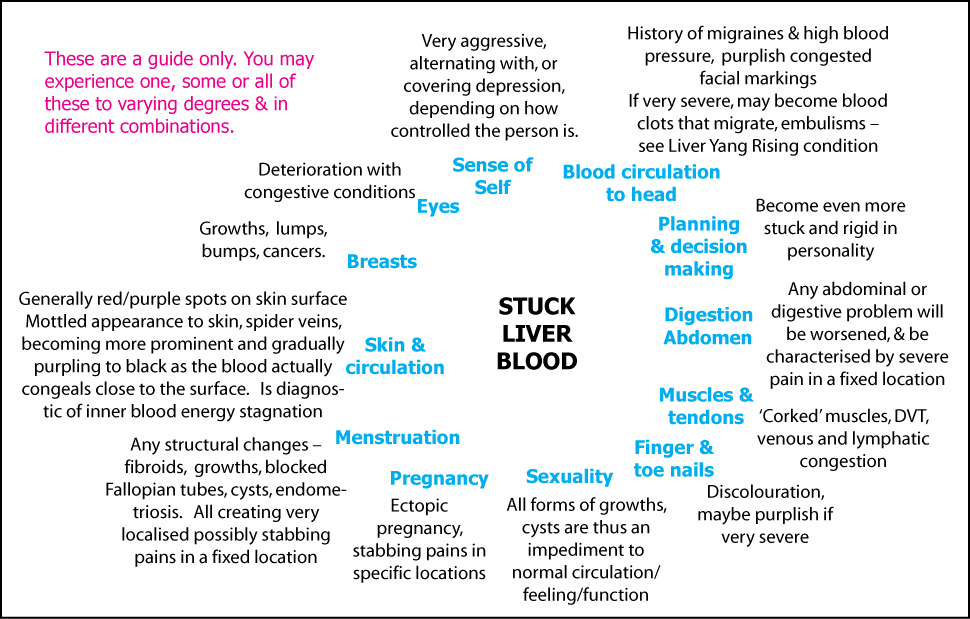 These are a guide only. You may
experience one, some or all of
these to varying degrees & in
different combinations.
Very aggressive,
alternating with, or
covering depression,
depending on how
controlled the person is.
Sense of
Self
History of migraines & high blood
pressure, purplish congested
facial markings
If very severe, may become blood
clots that migrate, embulisms –
see Liver Yang Rising condition
Blood circulation
to head
Deterioration with
congestive conditions
Eyes
Become even more
stuck and rigid in
personality
Planning
& decision
making
Growths, lumps,
bumps, cancers.
Breasts
STUCK
LIVER
BLOOD
Any abdominal or
digestive problem will
be worsened, & be
characterised by severe
pain in a fixed location
Digestion
Abdomen
Generally red/purple spots on skin surface
Mottled appearance to skin, spider veins,
becoming more prominent and gradually
purpling to black as the blood actually
congeals close to the surface. Is diagnos-
tic of inner blood energy stagnation
Skin &
circulation
Muscles &
tendons
‘Corked’ muscles, DVT,
venous and lymphatic
congestion
Menstruation
Any structural changes –
fibroids, growths, blocked
Fallopian tubes, cysts, endome-
triosis. All creating very
localised possibly stabbing
pains in a fixed location
Pregnancy
Ectopic
pregnancy,
stabbing pains in
specific locations
Sexuality
All forms of growths,
cysts are thus an
impediment to
normal circulation/
feeling/function
Finger &
toe nails
Discolouration,
maybe purplish if
very severe